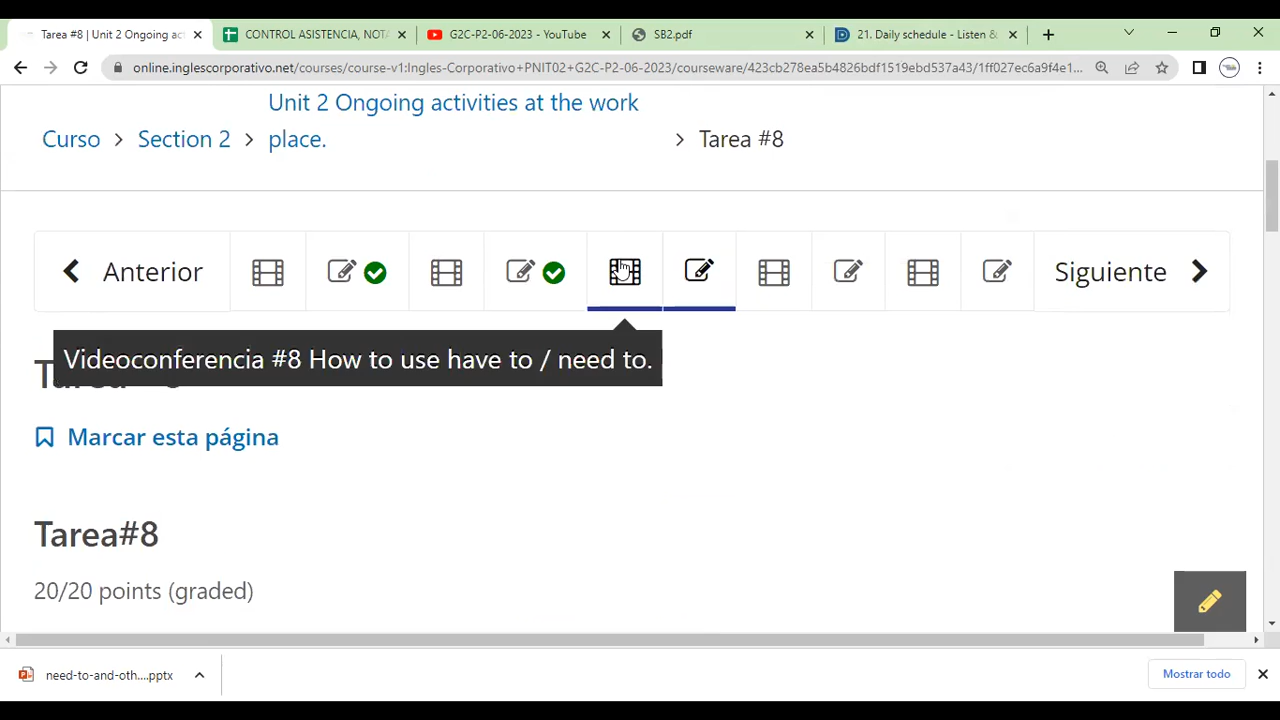 Tarea #8 | Unit 2 Ongoing act
CONTROL ASISTENCIA, NOTA
G2C-P2-06-2023 - YouTube
SB2.pdf
21. Daily schedule - Listen &
online.inglescorporativo.net/courses/course-v1:Ingles-Corporativo+PNIT02+G2C-P2-06-2023/courseware/423cb278ea5b4826bdf1519ebd537a43/1ff027ec6a9f4e1...
Unit 2 Ongoing activities at the work
Curso > Section 2 > place. > Tarea #8
Anterior
Siguiente
Videoconferencia #8 How to use have to / need to.
Marcar esta página
Tarea#8
20/20 points (graded)
need-to-and-oth....pptx
Mostrar todo